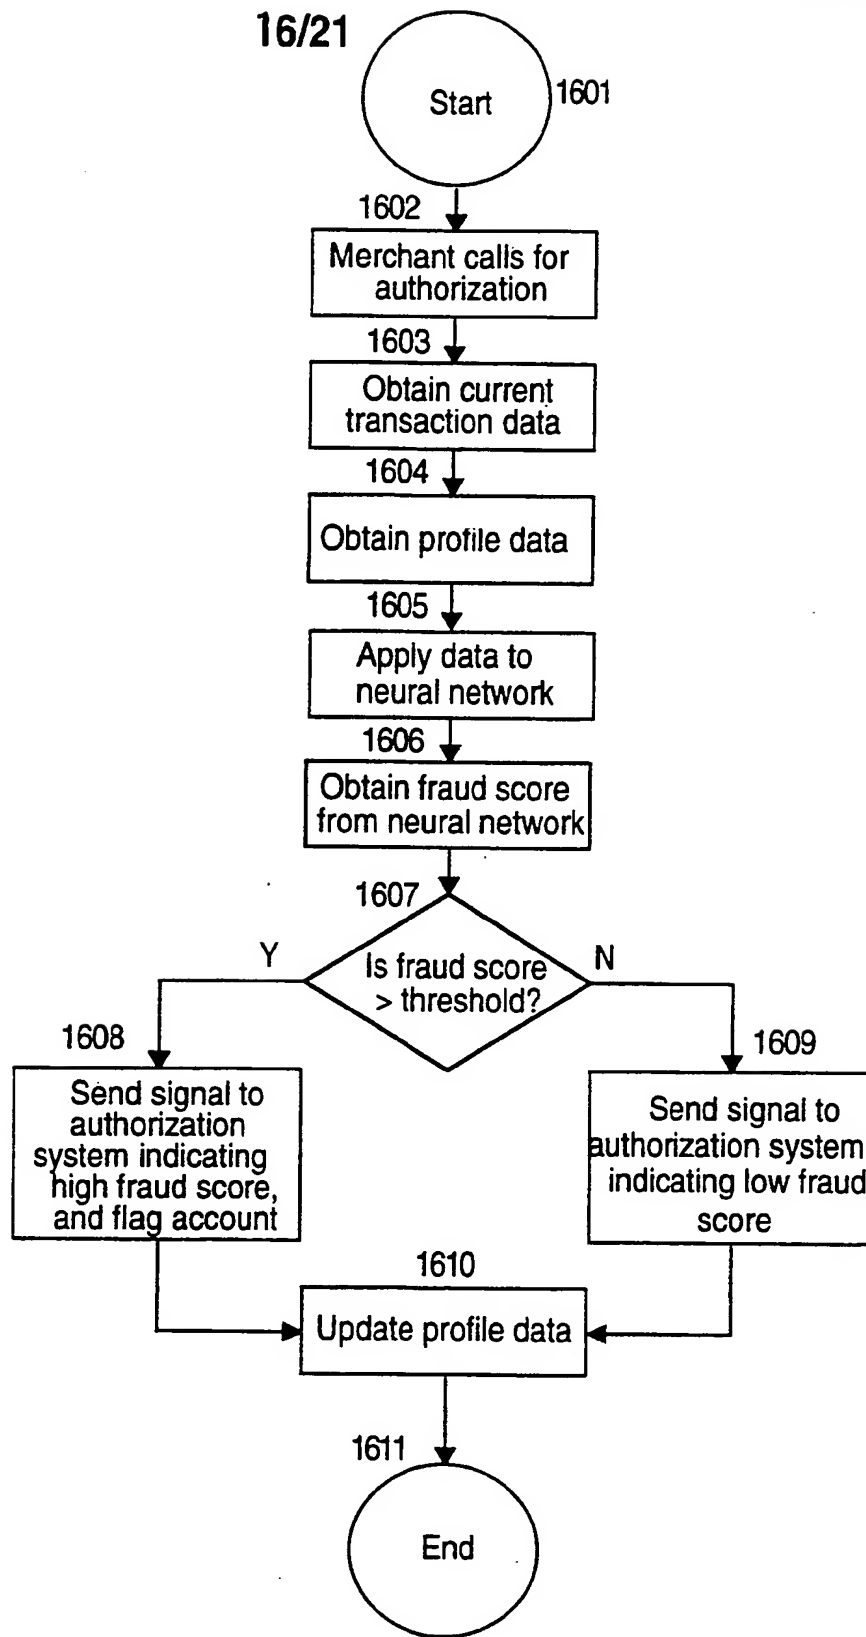 16/21
Start
1601
1602
Merchant calls for
authorization
1603
Obtain current
transaction data
1604
Obtain profile data
1605
Apply data to
neural network
1606
Obtain fraud score
from neural network
1607
Y
Is fraud score
> threshold?
N
1608
Send signal to
authorization
system indicating
high fraud score,
and flag account
1609
Send signal to
authorization system
indicating low fraud
score
1610
Update profile data
1611
End